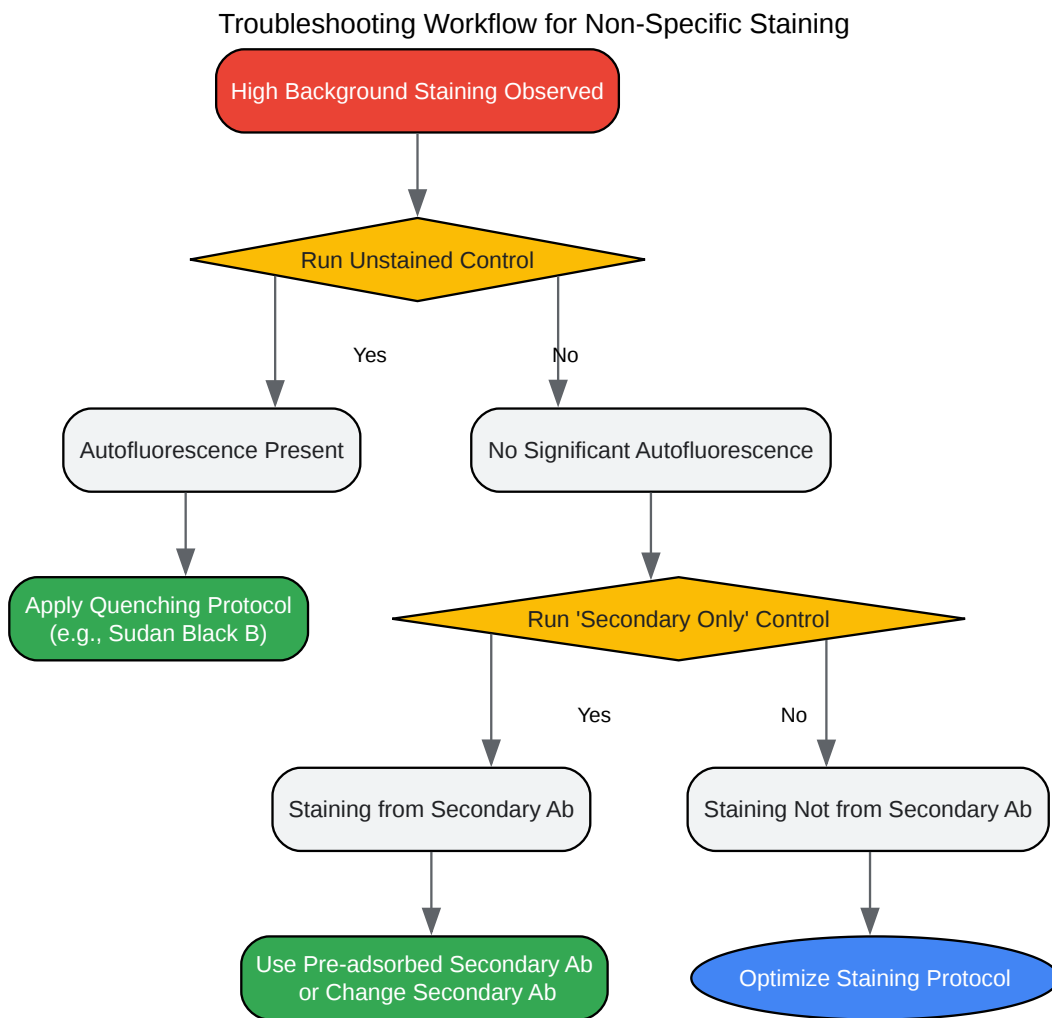 Troubleshooting Workflow for Non-Specific Staining
High Background Staining Observed
Run Unstained Control
Yes
No
Autofluorescence Present
No Significant Autofluorescence
Apply Quenching Protocol
(e.g., Sudan Black B)
Run 'Secondary Only' Control
Yes
No
Staining from Secondary Ab
Staining Not from Secondary Ab
Use Pre-adsorbed Secondary Ab
or Change Secondary Ab
Optimize Staining Protocol